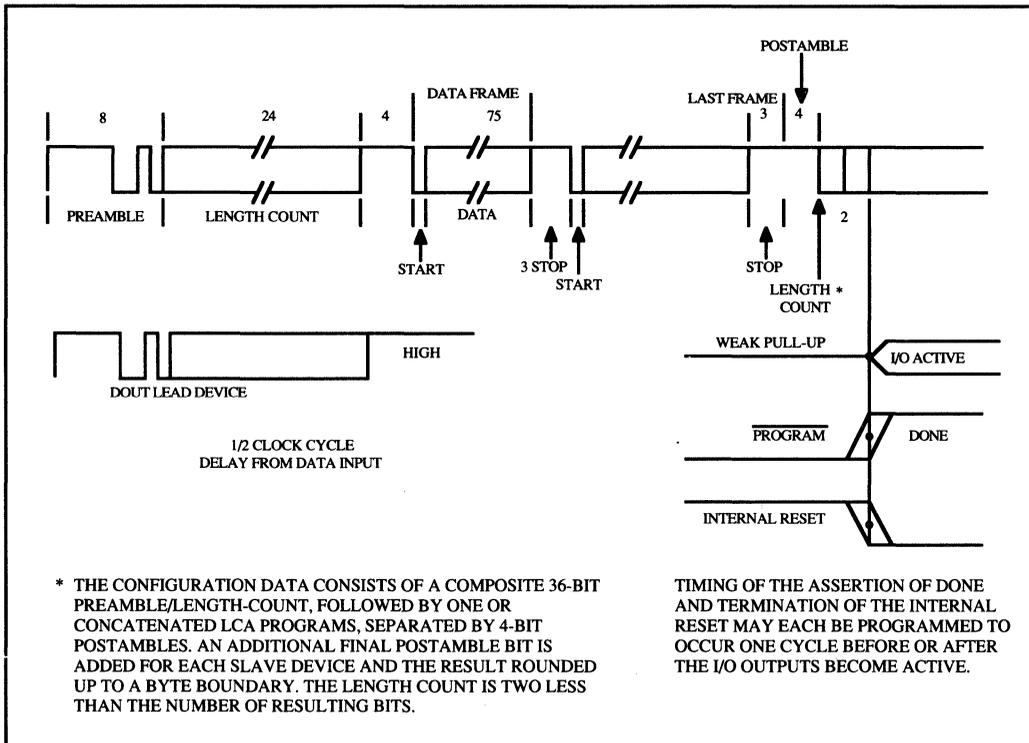 POSTAMBLE
DATA FRAME
LAST FRAME
8
24
4
75
3
4
PREAMBLE
LENGTH COUNT
DATA
2
START
3 STOP
START
STOP
LENGTH *
COUNT
HIGH
DOUT LEAD DEVICE
1/2 CLOCK CYCLE
DELAY FROM DATA INPUT
WEAK PULL-UP
I/O ACTIVE
PROGRAM
DONE
INTERNAL RESET
* THE CONFIGURATION DATA CONSISTS OF A COMPOSITE 36-BIT
PREAMBLE/LENGTH-COUNT, FOLLOWED BY ONE OR
CONCATENATED LCA PROGRAMS, SEPARATED BY 4-BIT
POSTAMBLES. AN ADDITIONAL FINAL POSTAMBLE BIT IS
ADDED FOR EACH SLAVE DEVICE AND THE RESULT ROUNDED
UP TO A BYTE BOUNDARY. THE LENGTH COUNT IS TWO LESS
THAN THE NUMBER OF RESULTING BITS.
TIMING OF THE ASSERTION OF DONE
AND TERMINATION OF THE INTERNAL
RESET MAY EACH BE PROGRAMMED TO
OCCUR ONE CYCLE BEFORE OR AFTER
THE I/O OUTPUTS BECOME ACTIVE.